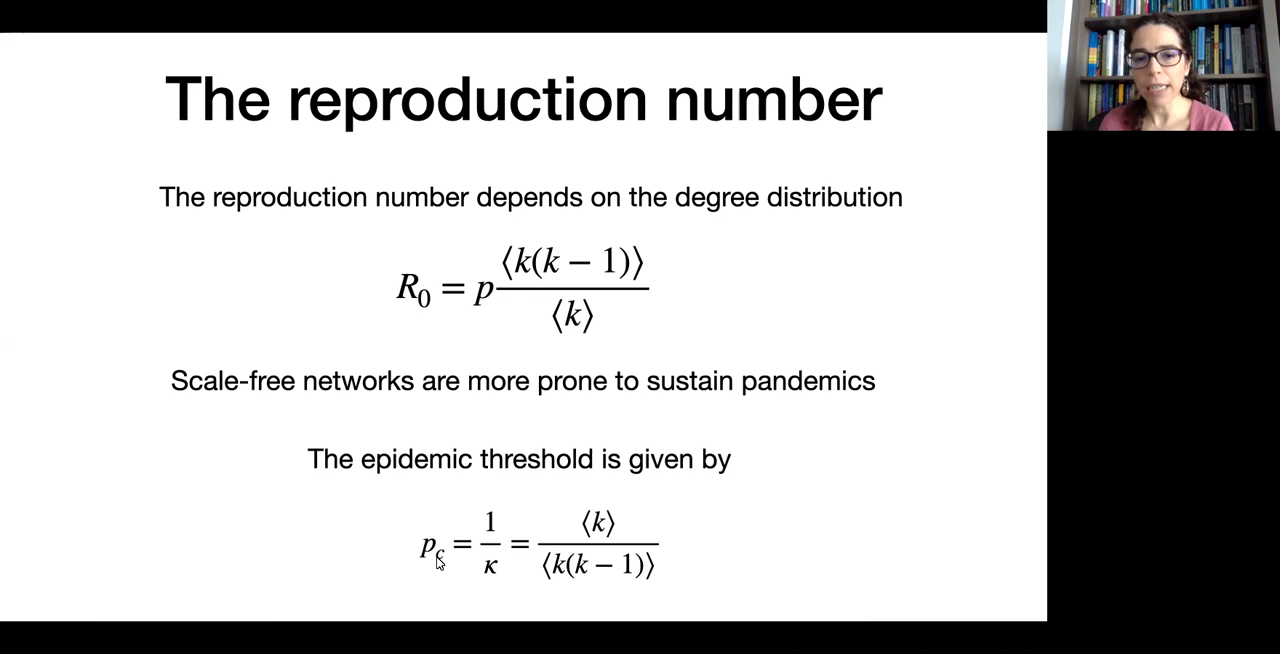 The reproduction number
The reproduction number depends on the degree distribution
R₀ = p ⟨k(k − 1)⟩ / ⟨k⟩
Scale-free networks are more prone to sustain pandemics
The epidemic threshold is given by
p_c = 1 / κ = ⟨k⟩ / ⟨k(k − 1)⟩